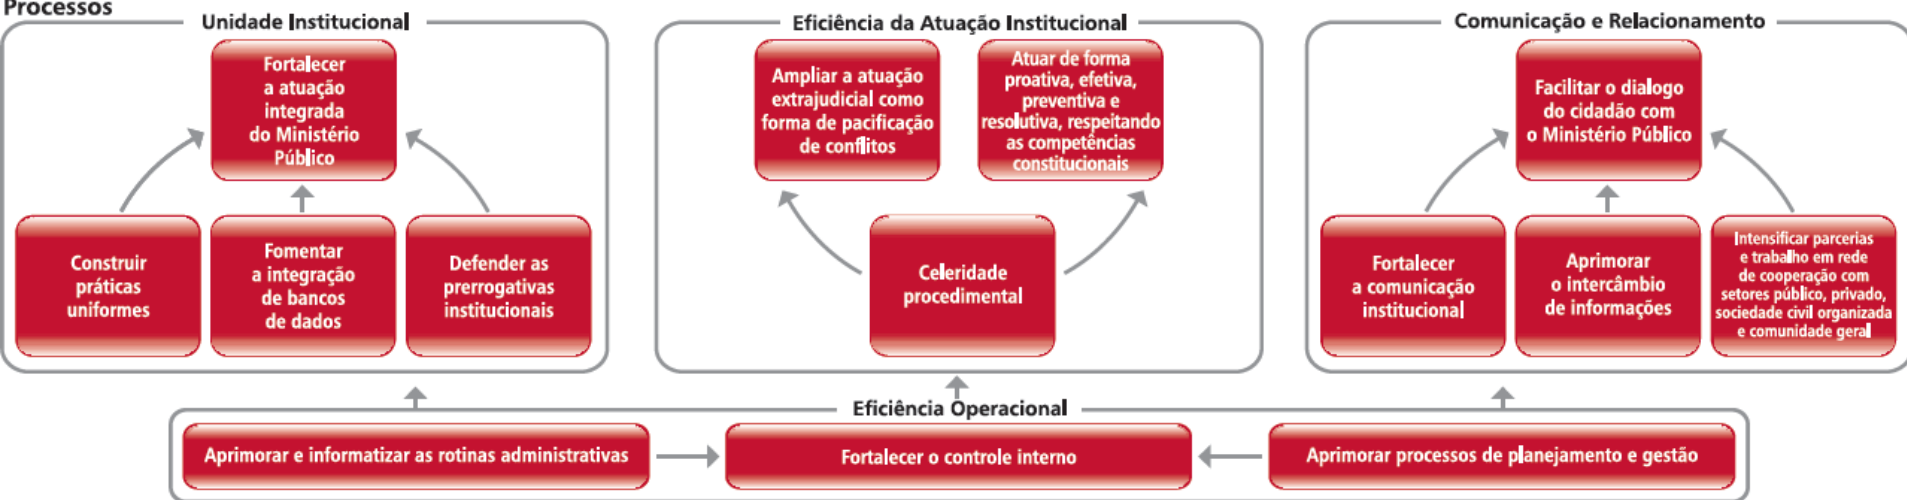 Processos
Unidade Institucional
Fortalecer
a atuação
integrada
do Ministério
Público
Construir
práticas
uniformes
Fomentar
a integração
de bancos
de dados
Defender as
prerrogativas
institucionais
Eficiência da Atuação Institucional
Ampliar a atuação
extrajudicial como
forma de pacificação
de conflitos
Atuar de forma
proativa, efetiva,
preventiva e
resolutiva, respeitando
as competências
constitucionais
Celeridade
procedimental
Comunicação e Relacionamento
Facilitar o dialogo
do cidadão com
o Ministério Público
Fortalecer
a comunicação
institucional
Aprimorar
o intercâmbio
de informações
Intensificar parcerias
e trabalho em rede
de cooperação com
setores público, privado,
sociedade civil organizada
e comunidade geral
Eficiência Operacional
Aprimorar e informatizar as rotinas administrativas
Fortalecer o controle interno
Aprimorar processos de planejamento e gestão